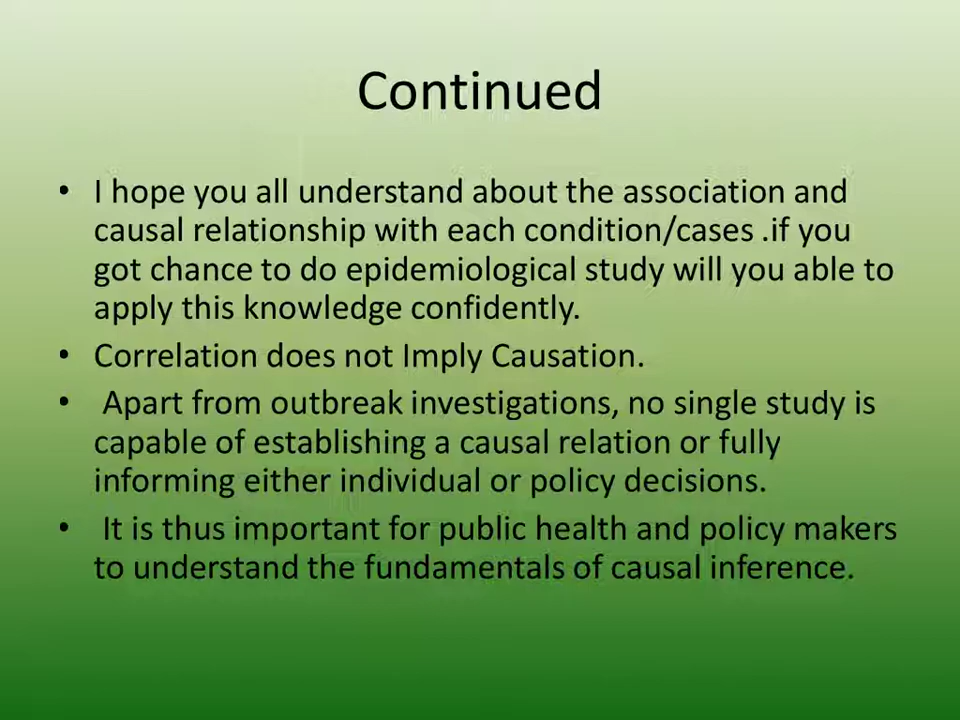 Continued
• I hope you all understand about the association and
causal relationship with each condition/cases .if you
got chance to do epidemiological study will you able to
apply this knowledge confidently.
• Correlation does not Imply Causation.
• Apart from outbreak investigations, no single study is
capable of establishing a causal relation or fully
informing either individual or policy decisions.
• It is thus important for public health and policy makers
to understand the fundamentals of causal inference.